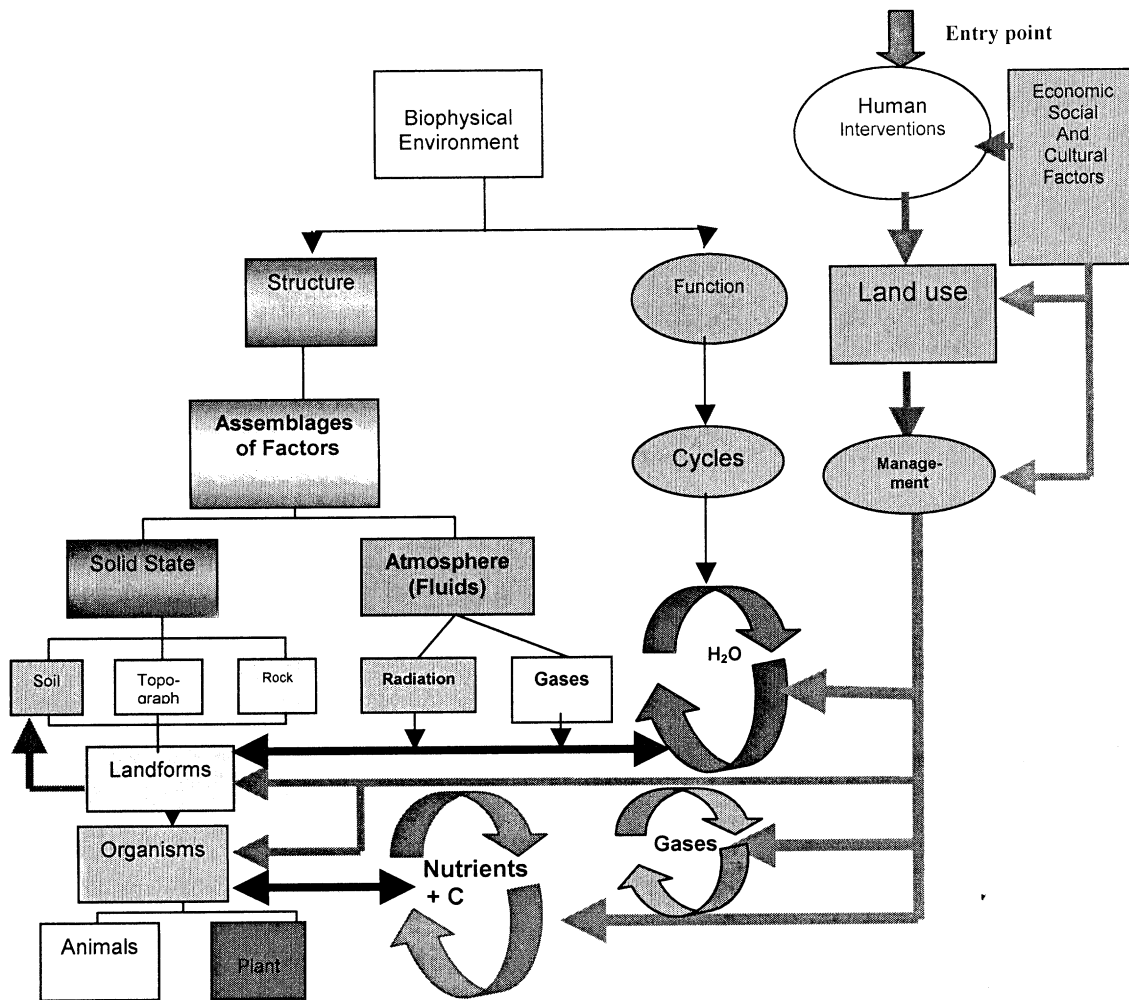 Entry point
Human
Interventions
Economic
Social
And
Cultural
Factors
Biophysical
Environment
Structure
Function
Land use
Assemblages
of Factors
Cycles
Manage-
ment
Solid State
Atmosphere
(Fluids)
Soil
Topo-
graph
Rock
Radiation
Gases
H₂O
Landforms
Organisms
Nutrients
+ C
Gases
Animals
Plant